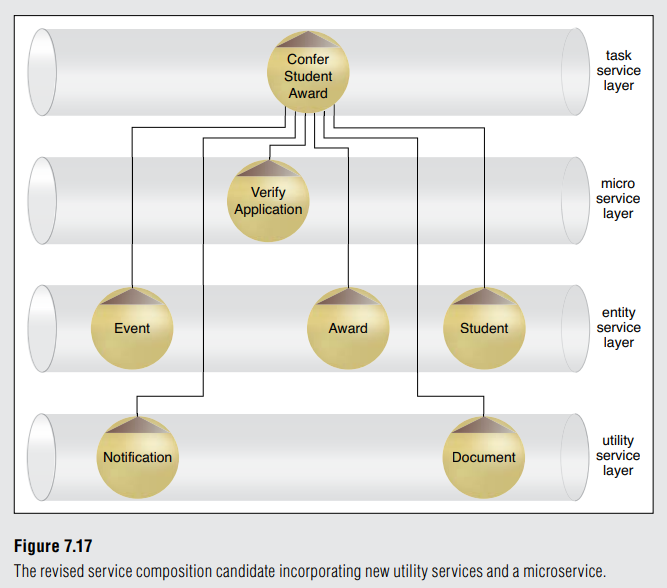 Confer
Student
Award
task
service
layer
Verify
Application
micro
service
layer
Event
Award
Student
entity
service
layer
Notification
Document
utility
service
layer
Figure 7.17
The revised service composition candidate incorporating new utility services and a microservice.